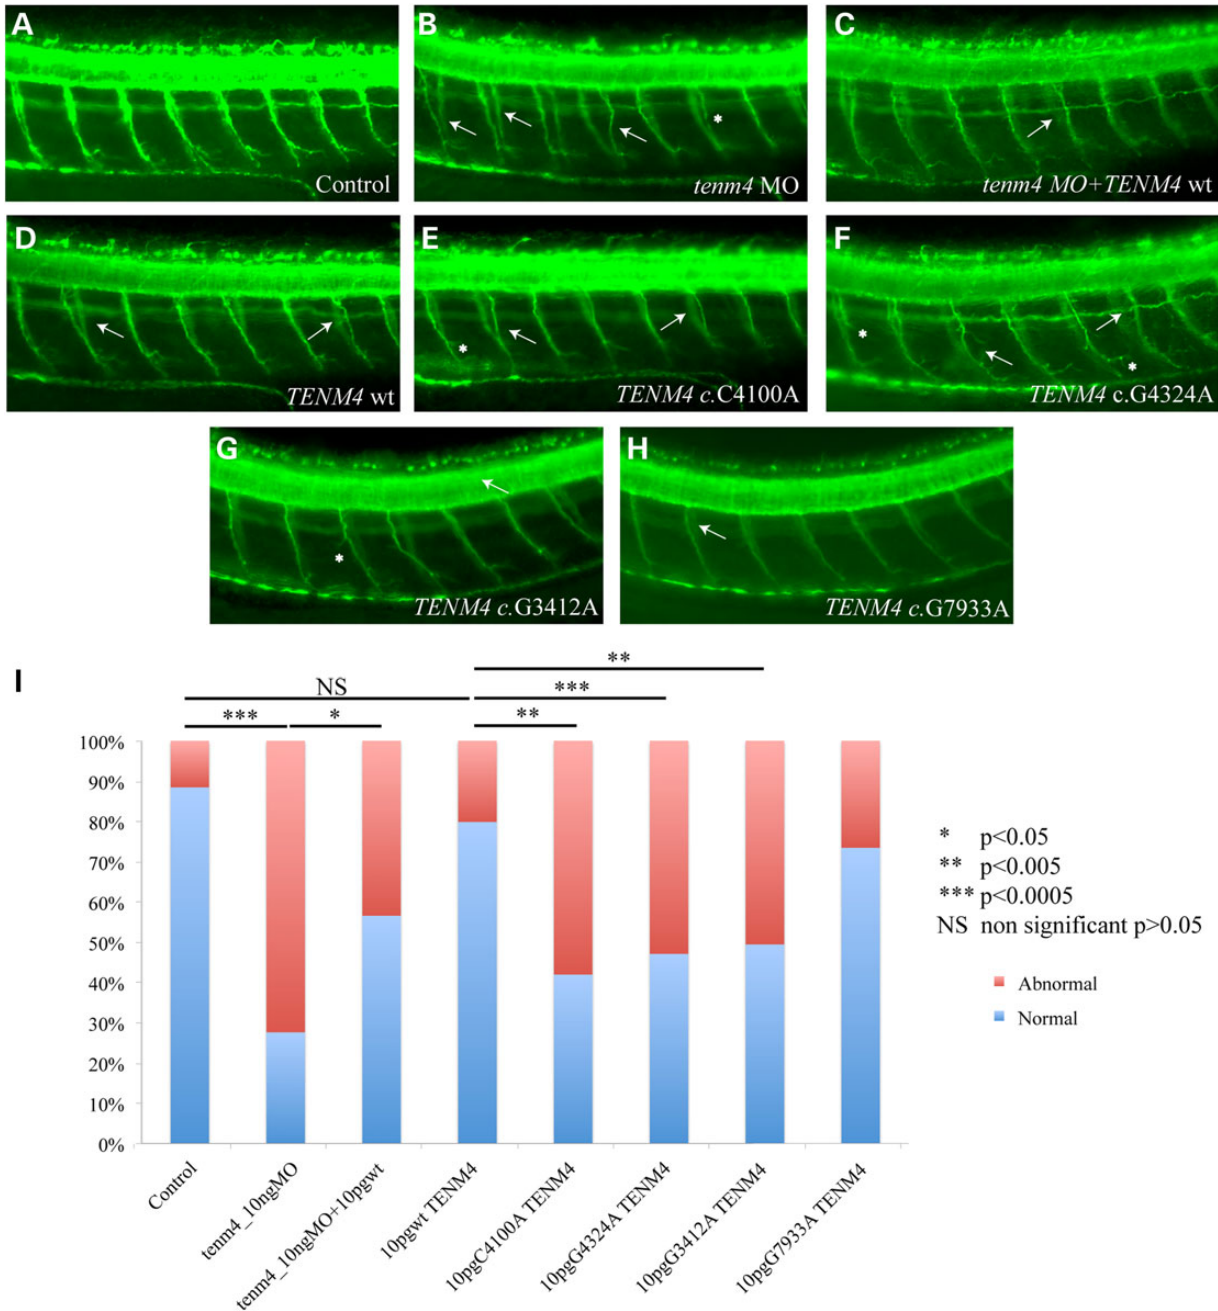 A
Control
B
*
tenm4 MO
C
tenm4 MO+TENM4 wt
D
TENM4 wt
E
*
TENM4 c.C4100A
F
*
*
TENM4 c.G4324A
G
*
TENM4 c.G3412A
H
TENM4 c.G7933A
I
**
NS
***
***
*
**
100%
90%
80%
70%
60%
50%
40%
30%
20%
10%
0%
Control
tenm4_10ngMO
tenm4_10ngMO+10pgwt
10pgwt TENM4
10pgC4100A TENM4
10pgG4324A TENM4
10pgG3412A TENM4
10pgG7933A TENM4
* p<0.05
** p<0.005
*** p<0.0005
NS non significant p>0.05
Abnormal
Normal